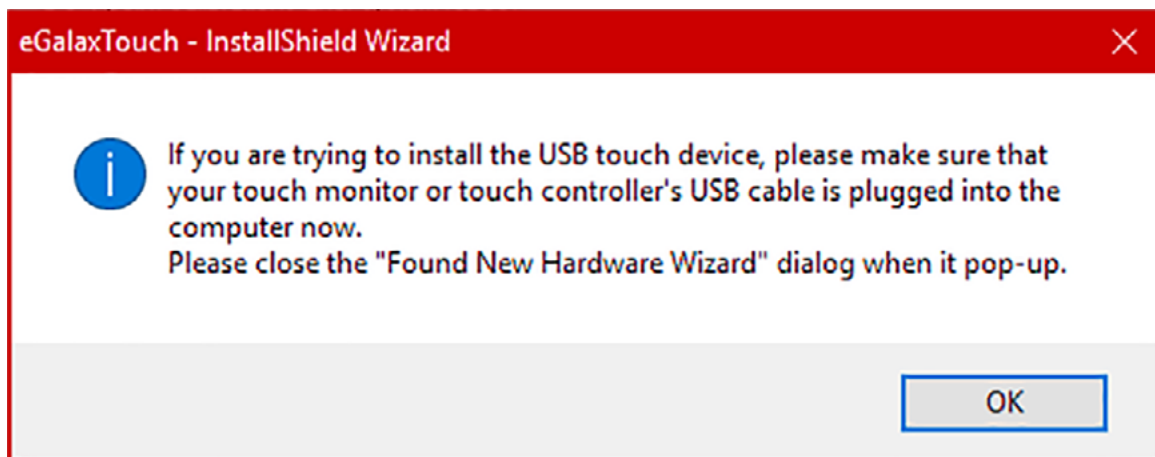 eGalaxTouch - InstallShield Wizard
If you are trying to install the USB touch device, please make sure that
your touch monitor or touch controller's USB cable is plugged into the
computer now.
Please close the "Found New Hardware Wizard" dialog when it pop-up.
OK